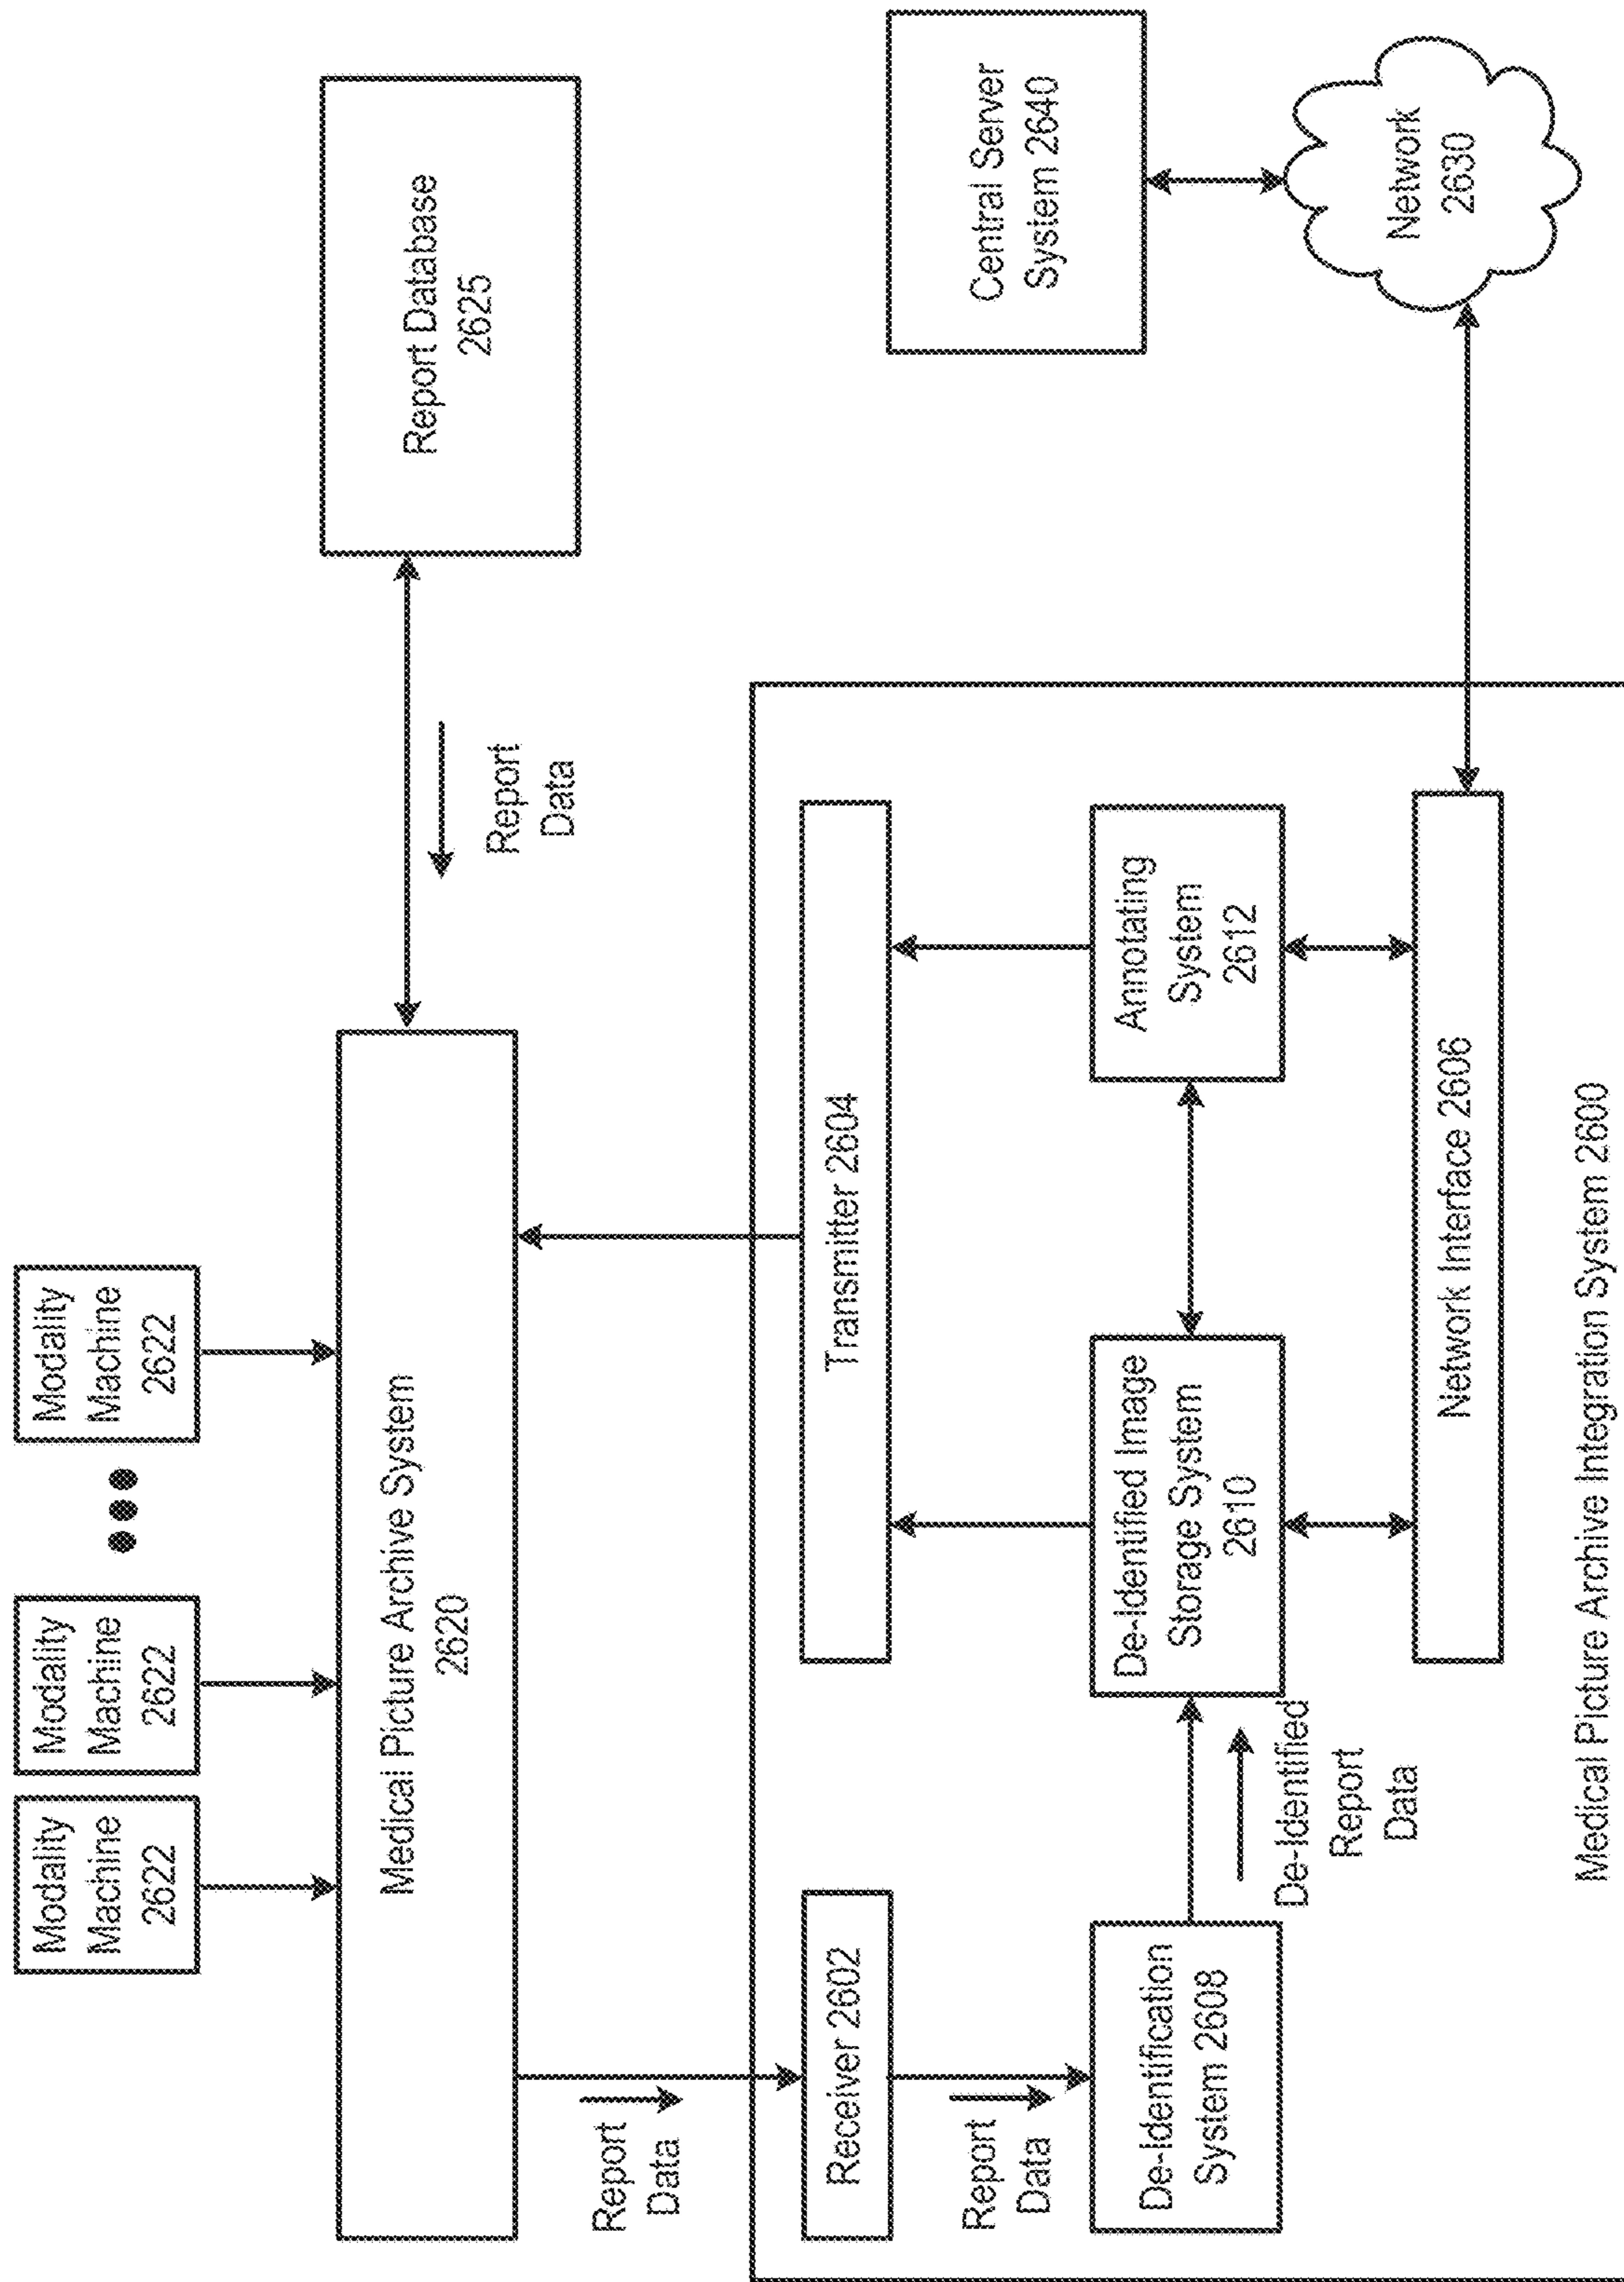 Modality
Machine
2622
Modality
Machine
2622
Modality
Machine
2622
Medical Picture Archive System
2620
Report Database
2625
Report
Data
Report
Data
Receiver 2602
Transmitter 2604
Report
Data
De-Identification
System 2608
De-Identified
Report
Data
De-Identified Image
Storage System
2610
Annotating
System
2612
Network Interface 2606
Central Server
System 2640
Network
2630
Medical Picture Archive Integration System 2600